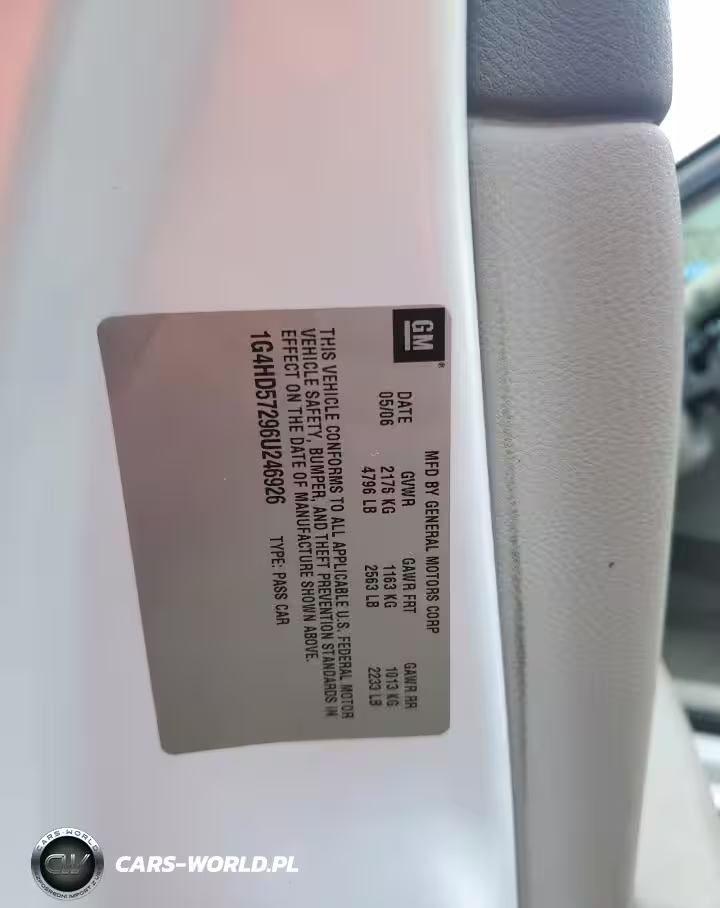 GM®
MFD BY GENERAL MOTORS CORP
DATE GVWR GAWR FRT GAWR RR
05/06 2176 KG 1163 KG 1013 KG
4796 LB 2563 LB 2233 LB
THIS VEHICLE CONFORMS TO ALL APPLICABLE U.S. FEDERAL MOTOR
VEHICLE SAFETY, BUMPER, AND THEFT PREVENTION STANDARDS IN
EFFECT ON THE DATE OF MANUFACTURE SHOWN ABOVE.
1G4HD57296U246926 TYPE: PASS CAR
CARS-WORLD
CW
CARS-WORLD.PL